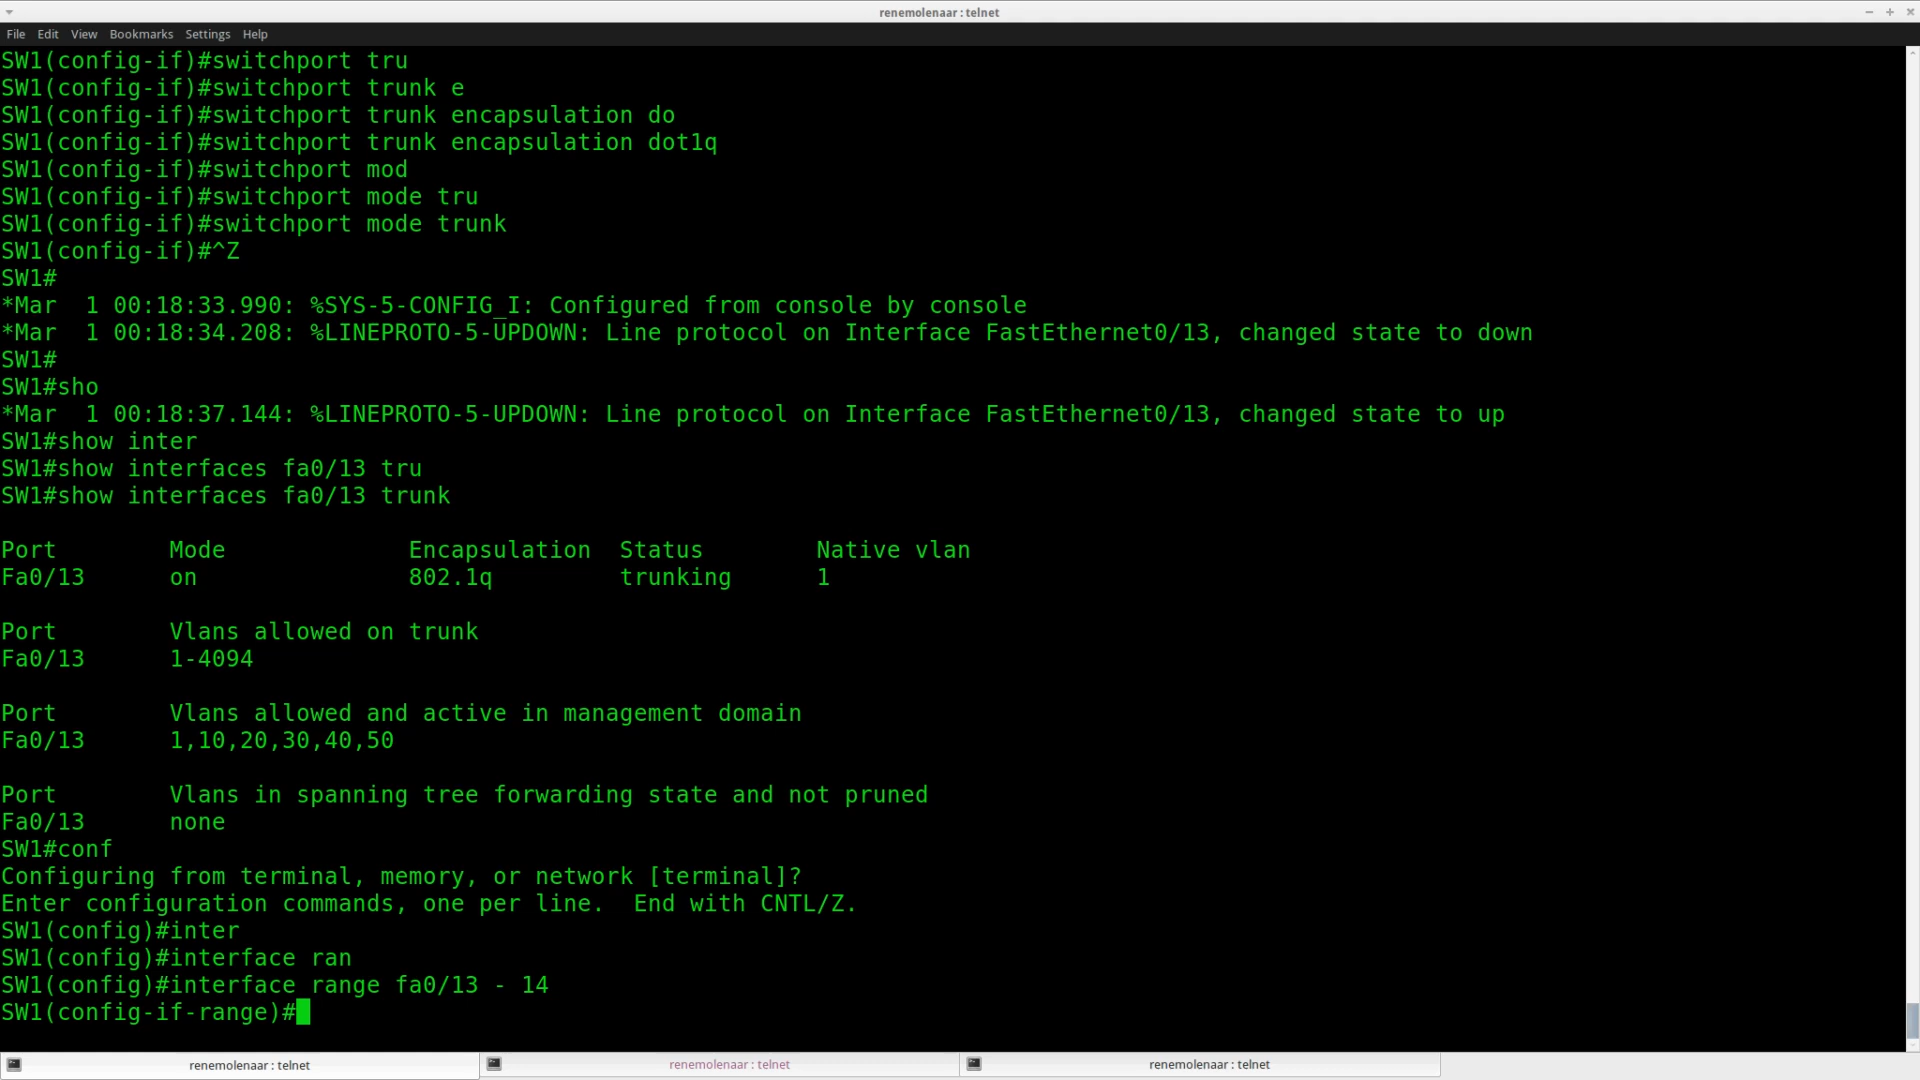 renemolenaar : telnet
File Edit View Bookmarks Settings Help
SW1(config-if)#switchport tru
SW1(config-if)#switchport trunk e
SW1(config-if)#switchport trunk encapsulation do
SW1(config-if)#switchport trunk encapsulation dot1q
SW1(config-if)#switchport mod
SW1(config-if)#switchport mode tru
SW1(config-if)#switchport mode trunk
SW1(config-if)#^Z
SW1#
*Mar  1 00:18:33.990: %SYS-5-CONFIG_I: Configured from console by console
*Mar  1 00:18:34.208: %LINEPROTO-5-UPDOWN: Line protocol on Interface FastEthernet0/13, changed state to down
SW1#
SW1#sho
*Mar  1 00:18:37.144: %LINEPROTO-5-UPDOWN: Line protocol on Interface FastEthernet0/13, changed state to up
SW1#show inter
SW1#show interfaces fa0/13 tru
SW1#show interfaces fa0/13 trunk
Port        Mode             Encapsulation  Status        Native vlan
Fa0/13      on               802.1q         trunking      1
Port        Vlans allowed on trunk
Fa0/13      1-4094
Port        Vlans allowed and active in management domain
Fa0/13      1,10,20,30,40,50
Port        Vlans in spanning tree forwarding state and not pruned
Fa0/13      none
SW1#conf
Configuring from terminal, memory, or network [terminal]?
Enter configuration commands, one per line.  End with CNTL/Z.
SW1(config)#inter
SW1(config)#interface ran
SW1(config)#interface range fa0/13 - 14
SW1(config-if-range)#
renemolenaar : telnet
renemolenaar : telnet
renemolenaar : telnet